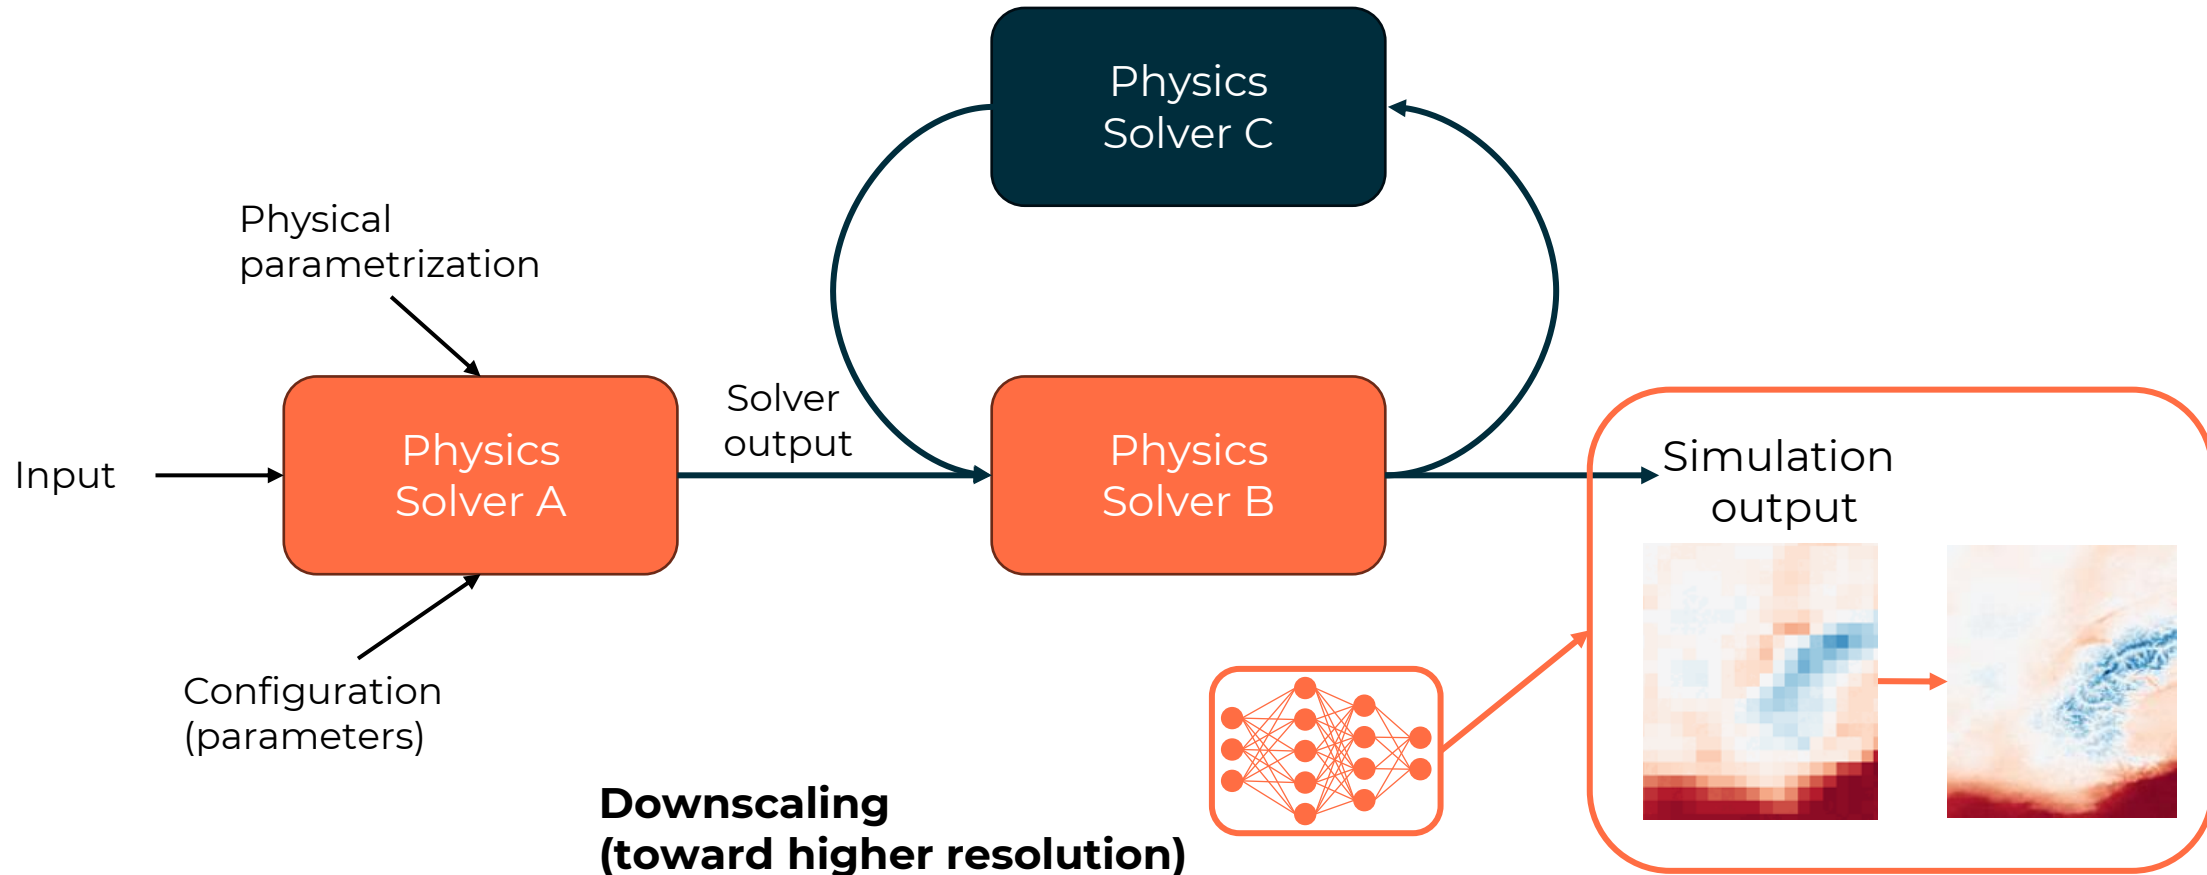 Physics
Solver C
Physical
parametrization
Solver
output
Input
Physics
Solver A
Physics
Solver B
Simulation
output
Configuration
(parameters)
Downscaling
(toward higher resolution)